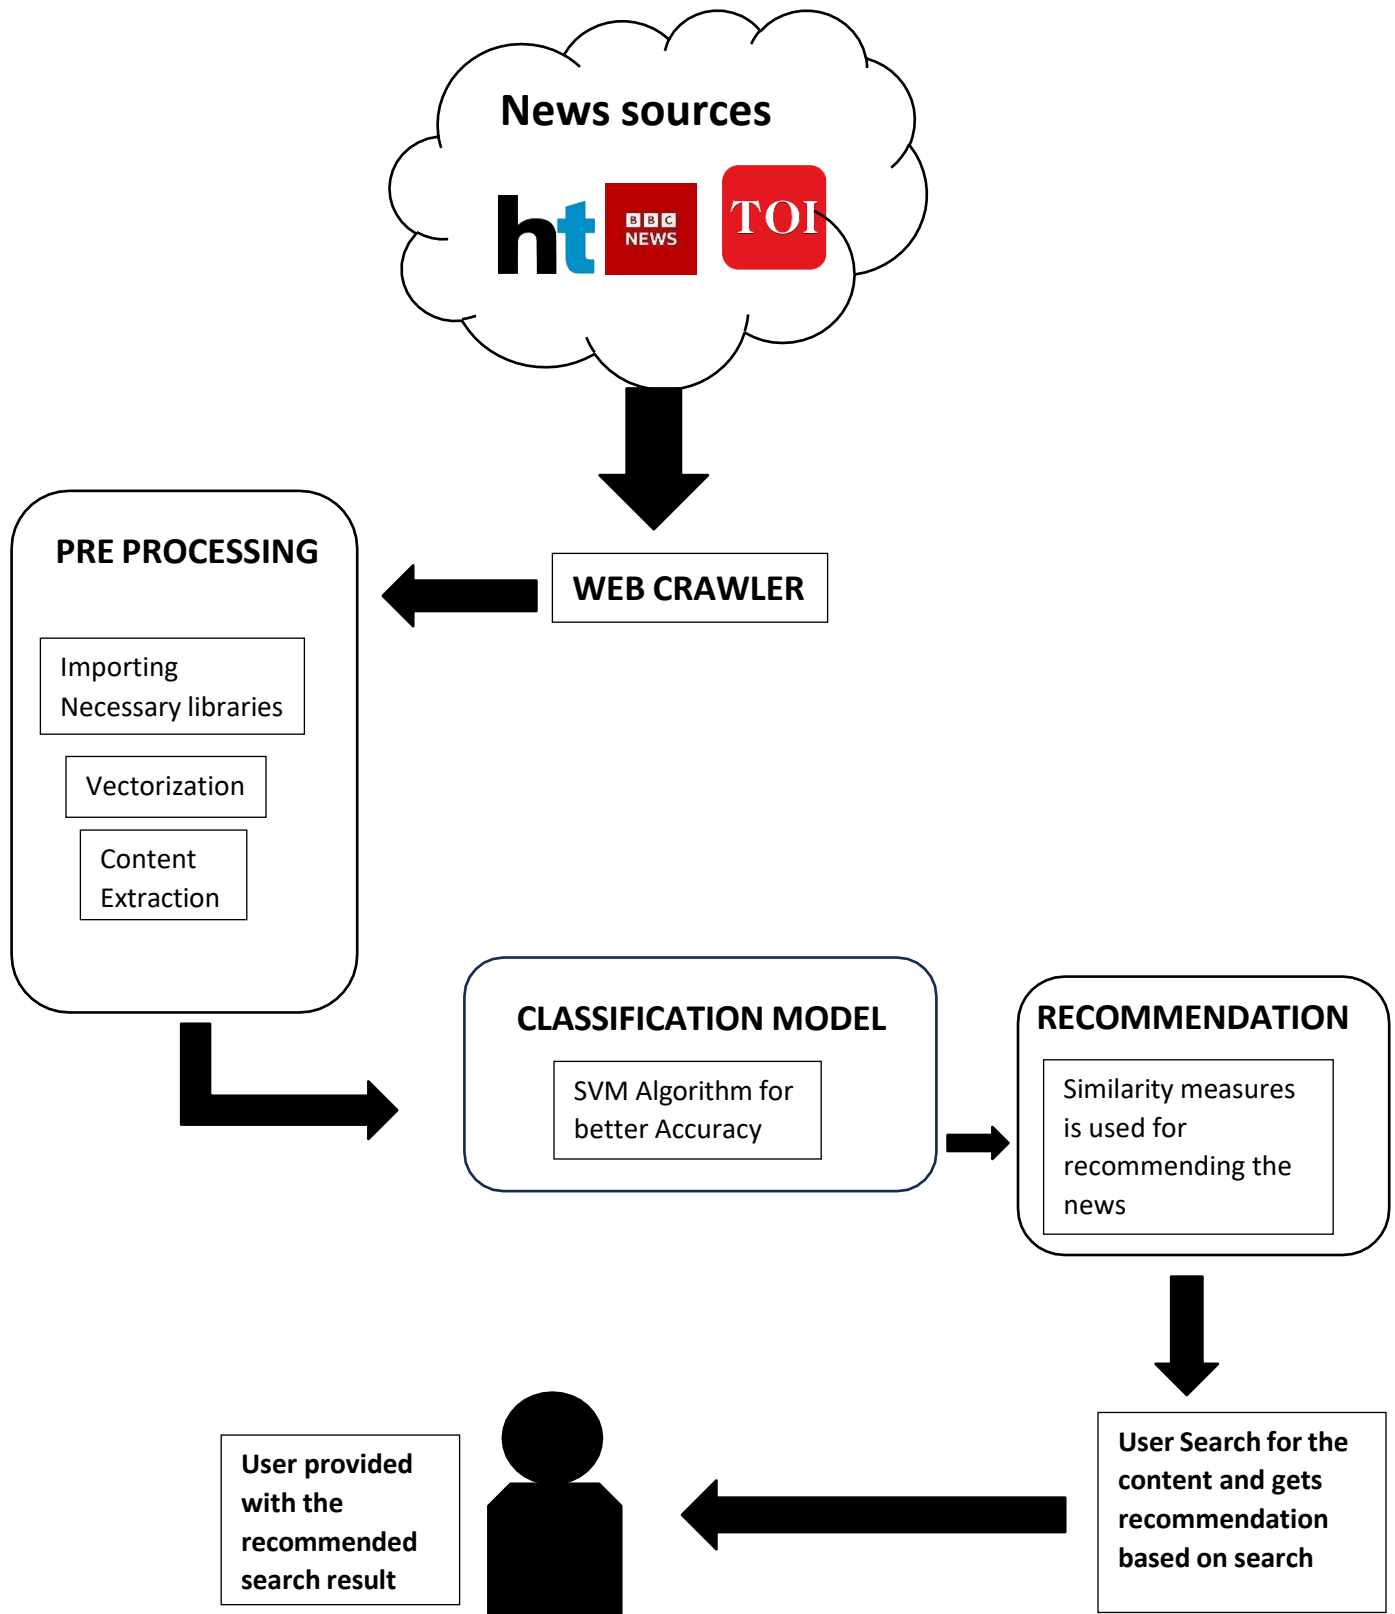 News sources
ht
BBC
NEWS
TOI
PRE PROCESSING
WEB CRAWLER
Importing
Necessary libraries
Vectorization
Content
Extraction
CLASSIFICATION MODEL
SVM Algorithm for
better Accuracy
RECOMMENDATION
Similarity measures
is used for
recommending the
news
User Search for the
content and gets
recommendation
based on search
User provided
with the
recommended
search result